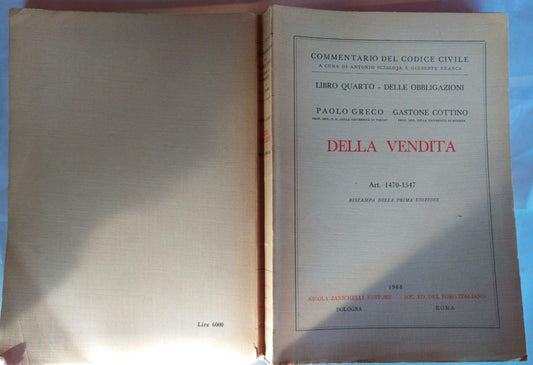 COMMENTARIO DEL CODICE CIVILE
A CURA DI ANTONIO SCIALOJA E GIUSEPPE BRANCA
LIBRO QUARTO - DELLE OBBLIGAZIONI
PAOLO GRECO GASTONE COTTINO
DELLA VENDITA
Art. 1470-1547
RISTAMPA DELLA PRIMA EDIZIONE
1968
NICOLA ZANICHELLI EDITORE SOC. ED. DEL FORO ITALIANO
BOLOGNA ROMA
Lire 6000